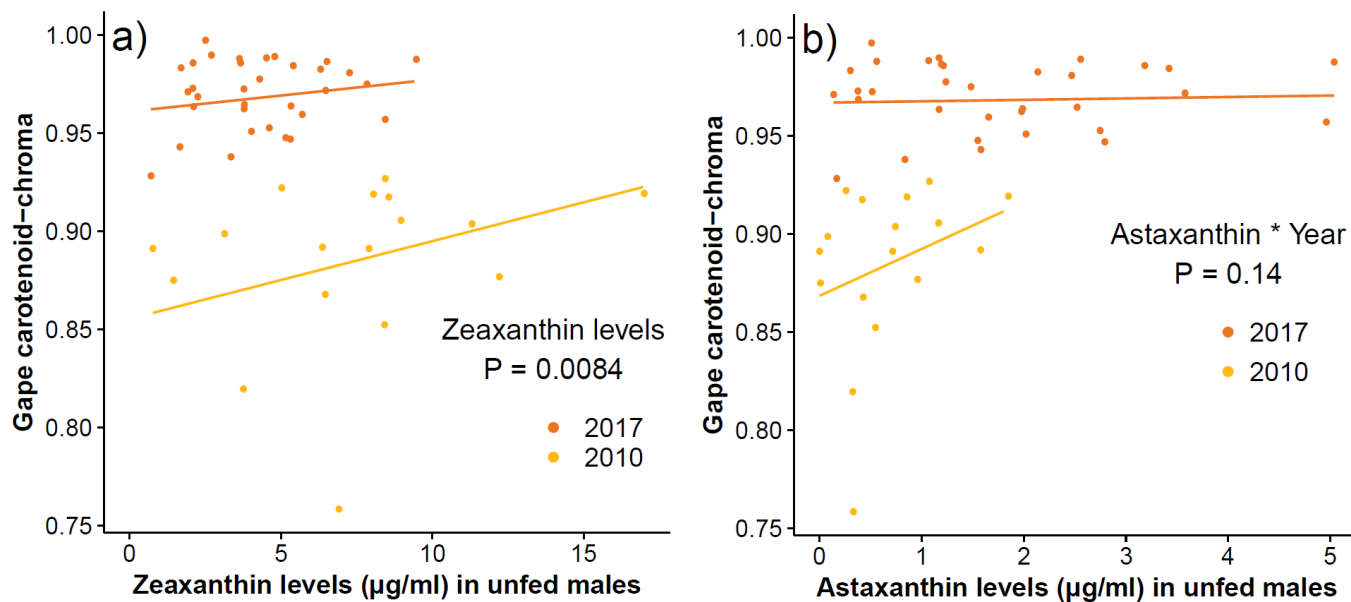 a)
1.00
0.95
0.90
0.85
0.80
0.75
Gape carotenoid−chroma
Zeaxanthin levels
P = 0.0084
2017
2010
0 5 10 15
Zeaxanthin levels (μg/ml) in unfed males
b)
1.00
0.95
0.90
0.85
0.80
0.75
Gape carotenoid−chroma
Astaxanthin * Year
P = 0.14
2017
2010
0 1 2 3 4 5
Astaxanthin levels (μg/ml) in unfed males